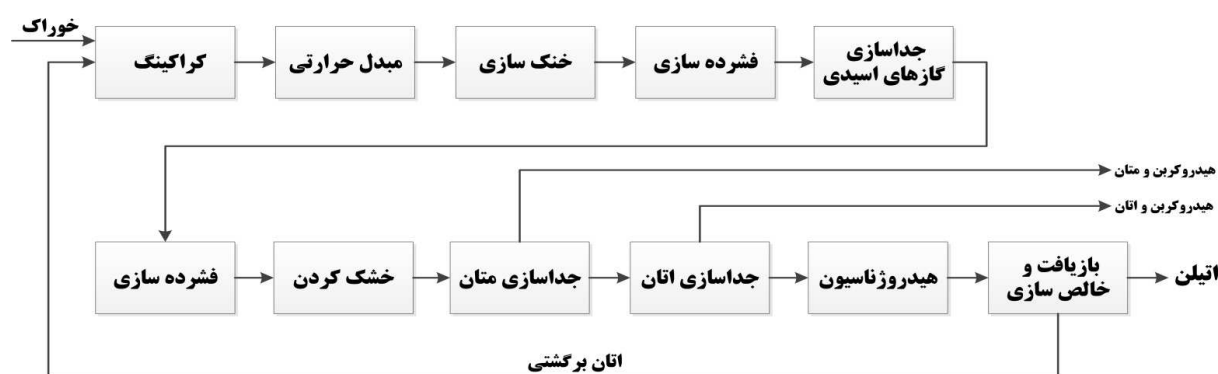 خوراک
کراکینگ
مبدل حرارتی
خنک سازی
فشرده سازی
جداسازی
گازهای اسیدی
هیدروکربن و متان
هیدروکربن و اتان
فشرده سازی
خشک کردن
جداسازی متان
جداسازی اتان
هیدروژناسیون
بازیافت و
خالص سازی
اتیلن
اتان برگشتی